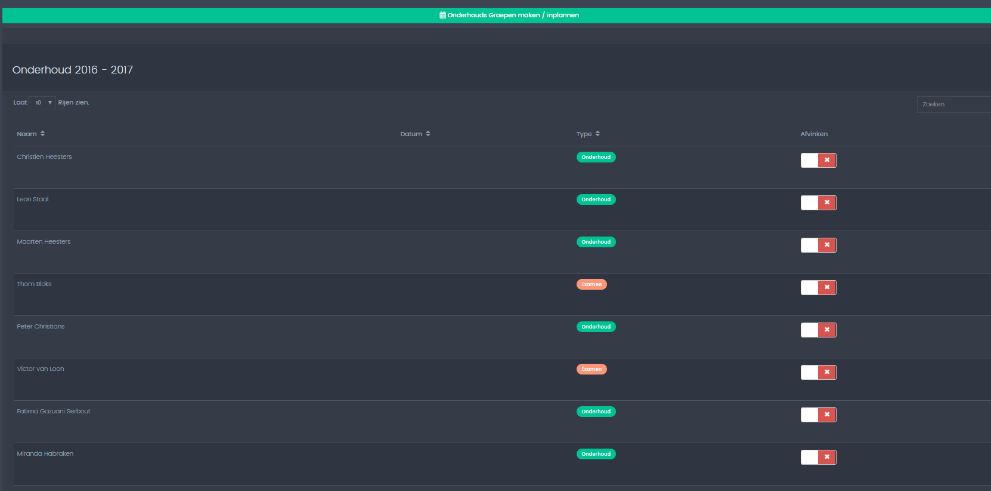 Onderhouds Groepen maken / inplannen
Onderhoud 2016 - 2017
Laat 10 Rijen zien.
Zoeken
Naam Datum Type Afvinken
Christien Heesters Onderhoud
Leon Staal Onderhoud
Maarten Heesters Onderhoud
Thom Bloks Examen
Peter Christians Onderhoud
Victor van Loon Examen
Fatima Gazuani Berbout Onderhoud
Miranda Habraken Onderhoud